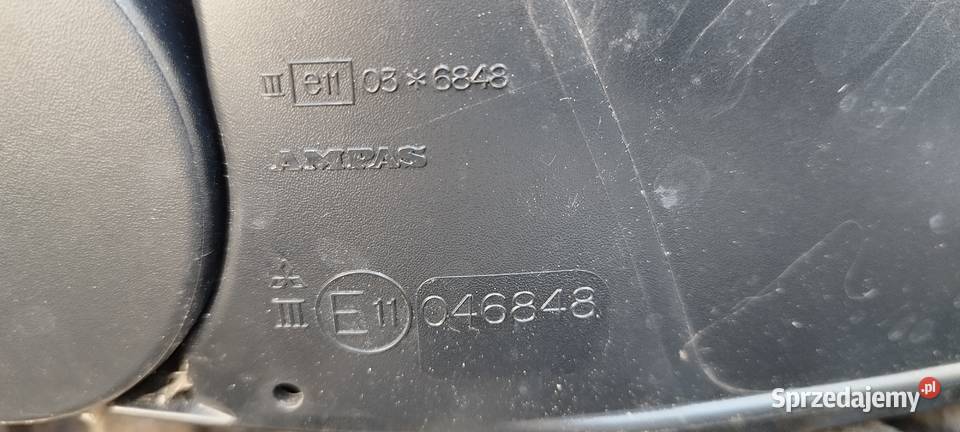 III e11 03*6848
AMPAS
III E11 046848
Sprzedajemy.pl